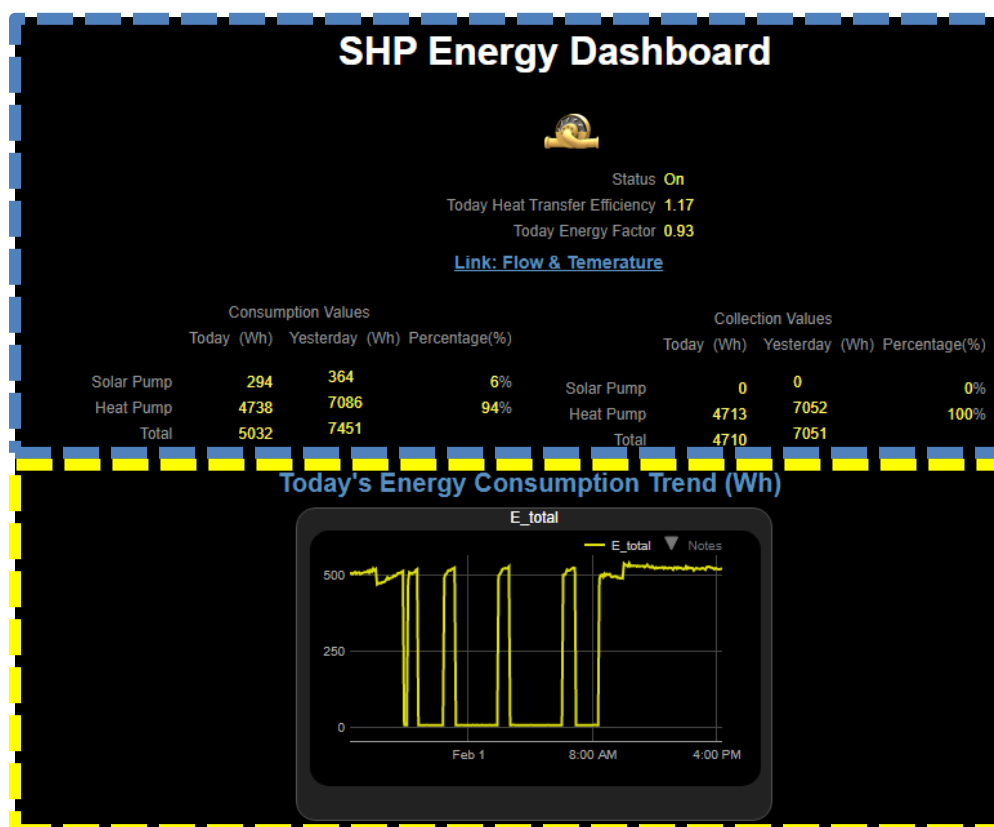 SHP Energy Dashboard
Status On
Today Heat Transfer Efficiency 1.17
Today Energy Factor 0.93
Link: Flow & Temerature
Consumption Values
Today (Wh) Yesterday (Wh) Percentage(%)
Solar Pump 294 364 6%
Heat Pump 4738 7086 94%
Total 5032 7451
Collection Values
Today (Wh) Yesterday (Wh) Percentage(%)
Solar Pump 0 0 0%
Heat Pump 4713 7052 100%
Total 4710 7051
Today's Energy Consumption Trend (Wh)
E_total
E_total Notes
500
250
0
Feb 1 8:00 AM 4:00 PM